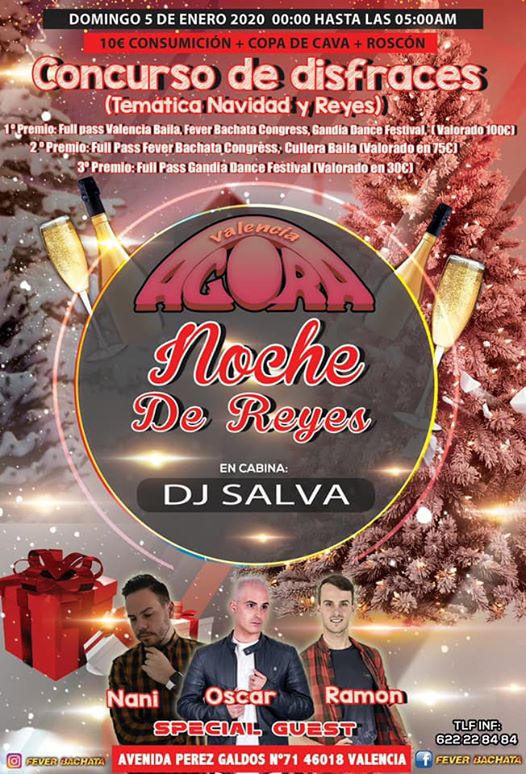 DOMINGO 5 DE ENERO 2020 00:00 HASTA LAS 05:00AM
10€ CONSUMICIÓN + COPA DE CAVA + ROSCÓN
Concurso de disfraces
(Temática Navidad y Reyes)
1º Premio: Full pass Valencia Baila, Fever Bachata Congress, Gandia Dance Festival, ( Valorado 100€)
2 º Premio: Full Pass Fever Bachata Congrêss, Cullera Baila (Valorado en 75€)
3º Premio: Full Pass Gandia Dance Festival (Valorado en 30€)
Valencia
AGORA
Noche
De Reyes
EN CABINA:
DJ SALVA
Nani Oscar Ramon
SPECIAL GUEST
TLF INF:
622 22 84 84
FEVER BACHATA
AVENIDA PEREZ GALDOS Nº71 46018 VALENCIA
FEVER BACHATA